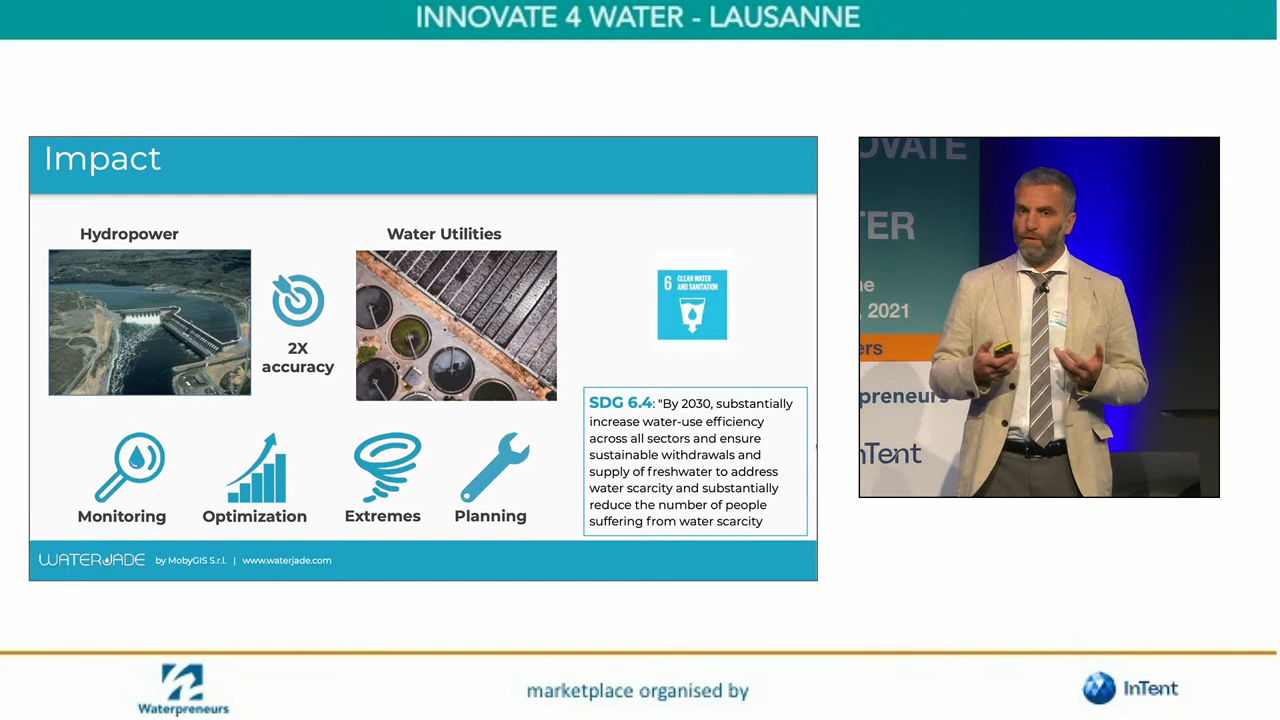 INNOVATE 4 WATER - LAUSANNE
Impact
Hydropower
Water Utilities
2X
accuracy
6 CLEAN WATER
AND SANITATION
SDG 6.4: "By 2030, substantially
increase water-use efficiency
across all sectors and ensure
sustainable withdrawals and
supply of freshwater to address
water scarcity and substantially
reduce the number of people
suffering from water scarcity
Monitoring
Optimization
Extremes
Planning
WATERJADE by MobyGIS S.r.l. | www.waterjade.com
OVATE
TER
ne
, 2021
ers
preneurs
nTent
Waterpreneurs
marketplace organised by
InTent